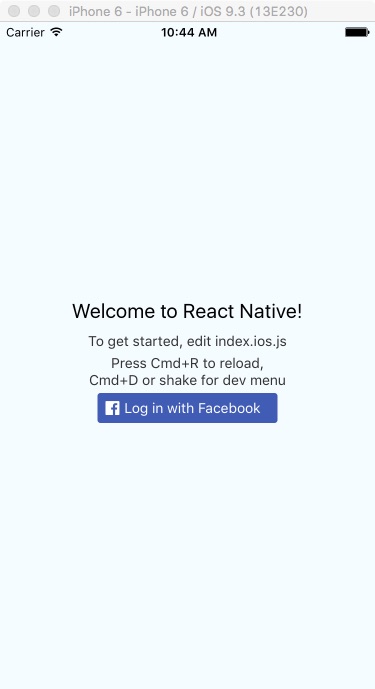 iPhone 6 - iPhone 6 / iOS 9.3 (13E230)
Carrier 10:44 AM
Welcome to React Native!
To get started, edit index.ios.js
Press Cmd+R to reload,
Cmd+D or shake for dev menu
Log in with Facebook